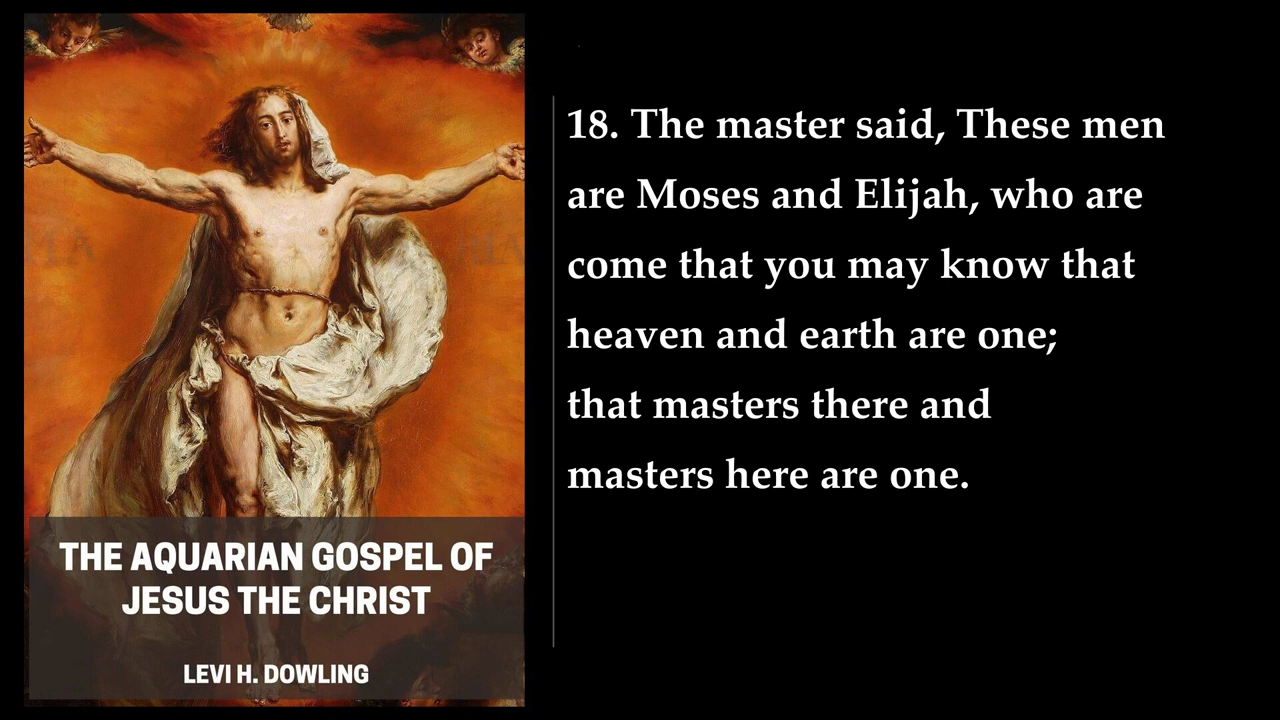 18. The master said, These men
are Moses and Elijah, who are
come that you may know that
heaven and earth are one;
that masters there and
masters here are one.
THE AQUARIAN GOSPEL OF
JESUS THE CHRIST
LEVI H. DOWLING